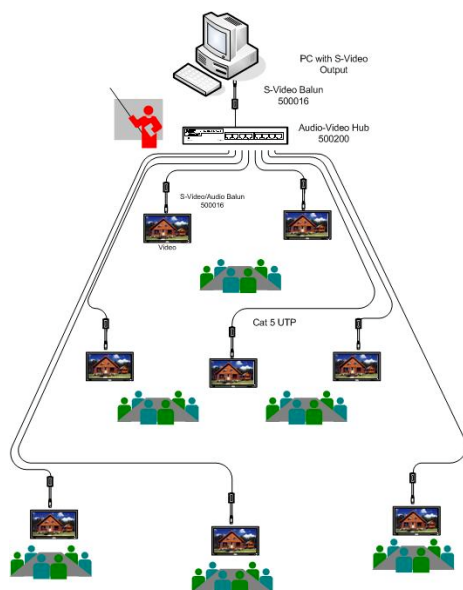 PC with S-Video
Output
S-Video Balun
500016
Audio-Video Hub
500200
S-Video/Audio Balun
500016
Video
Cat 5 UTP